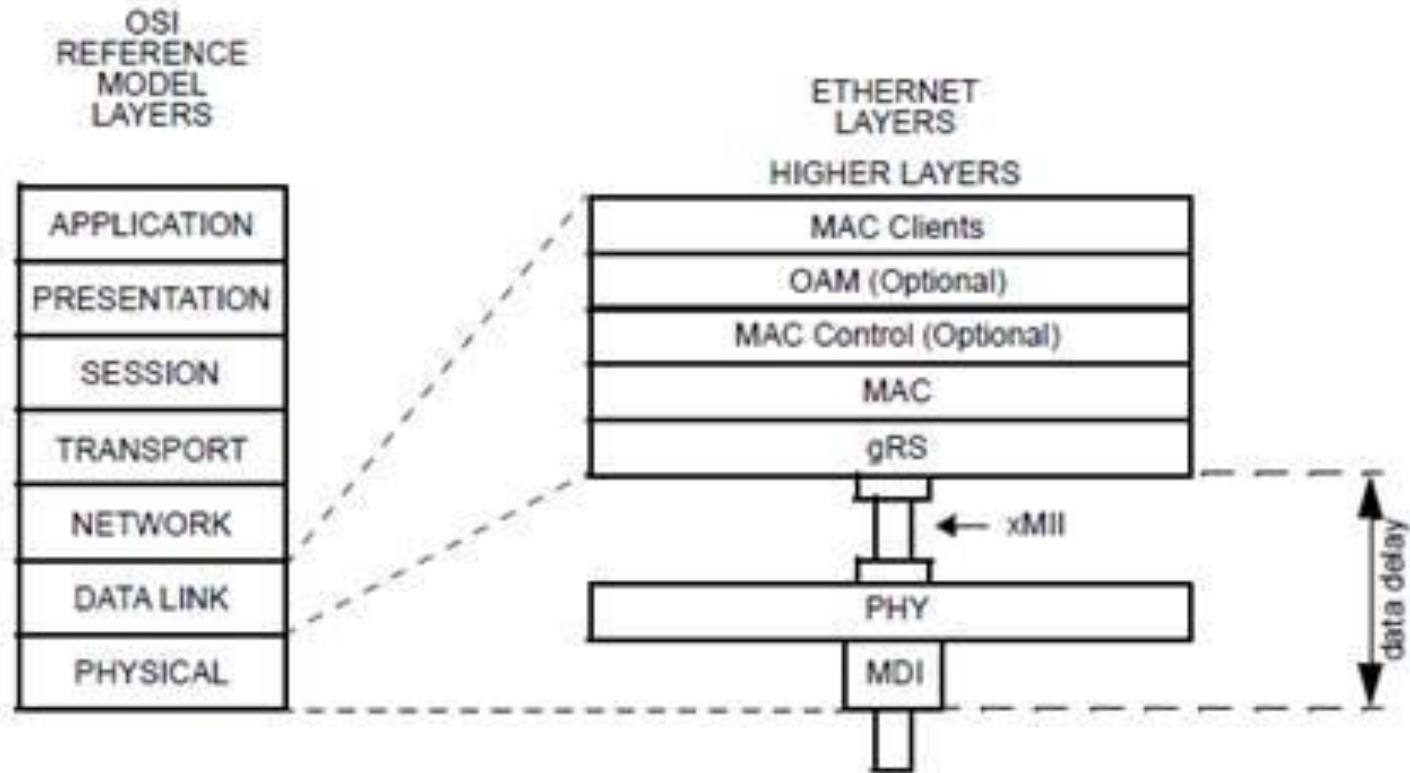 OSI
REFERENCE
MODEL
LAYERS
APPLICATION
PRESENTATION
SESSION
TRANSPORT
NETWORK
DATA LINK
PHYSICAL
ETHERNET
LAYERS
HIGHER LAYERS
MAC Clients
OAM (Optional)
MAC Control (Optional)
MAC
gRS
xMII
PHY
MDI
data delay